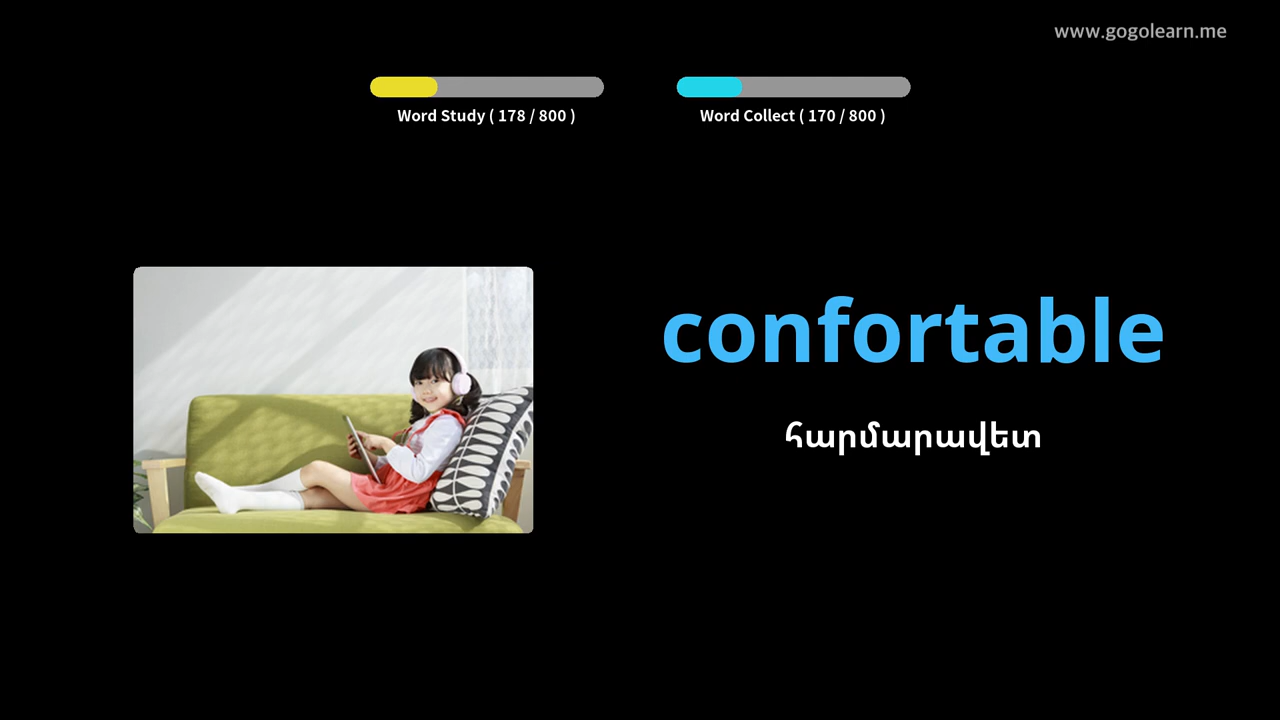 www.gogolearn.me
Word Study ( 178 / 800 )
Word Collect ( 170 / 800 )
confortable
հարմարավետ